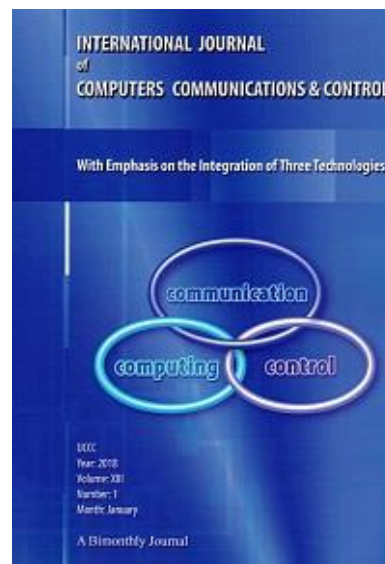 INTERNATIONAL JOURNAL
of
COMPUTERS COMMUNICATIONS & CONTROL
With Emphasis on the Integration of Three Technologies
communication
computing
control
IJCCC
Year: 2018
Volume: XIII
Number: 1
Month: January
A Bimonthly Journal